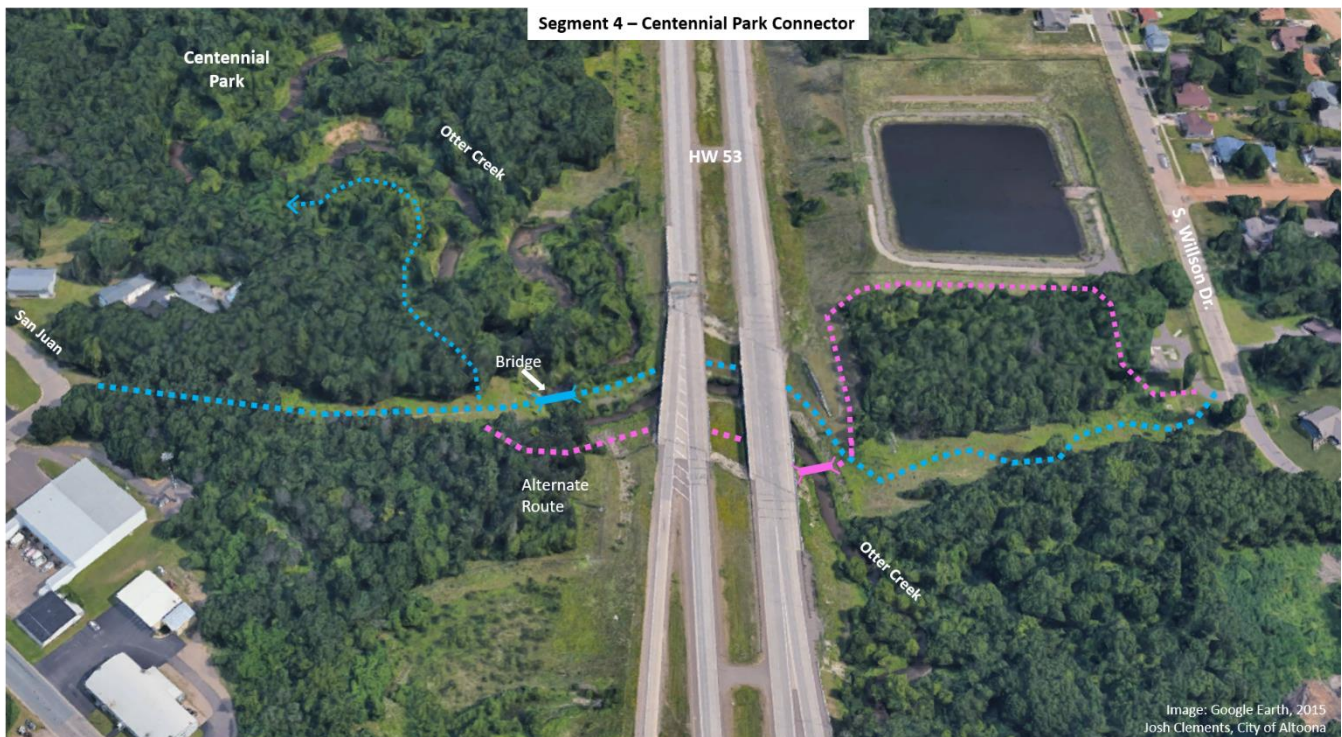 Segment 4 – Centennial Park Connector
Centennial
Park
Otter Creek
HW 53
S. Willson Dr.
San Juan
Bridge
Alternate
Route
Otter Creek
Image: Google Earth, 2015
Josh Clements, City of Altoona